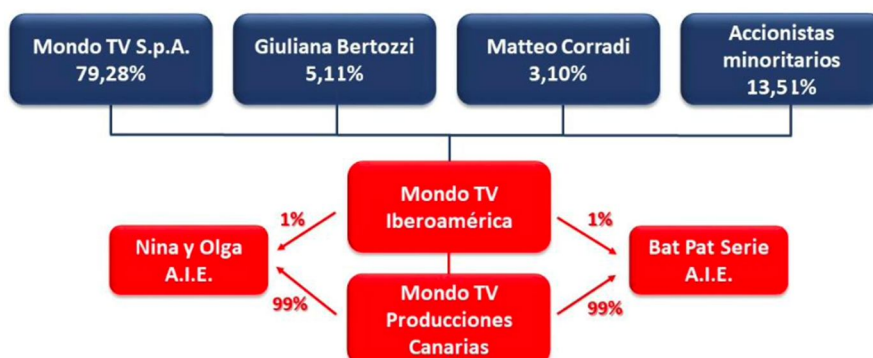 Mondo TV S.p.A.
79,28%
Giuliana Bertozzi
5,11%
Matteo Corradi
3,10%
Accionistas
minoritarios
13,51%
Mondo TV
Iberoamérica
1%
1%
Nina y Olga
A.I.E.
Bat Pat Serie
A.I.E.
99%
99%
Mondo TV
Producciones
Canarias